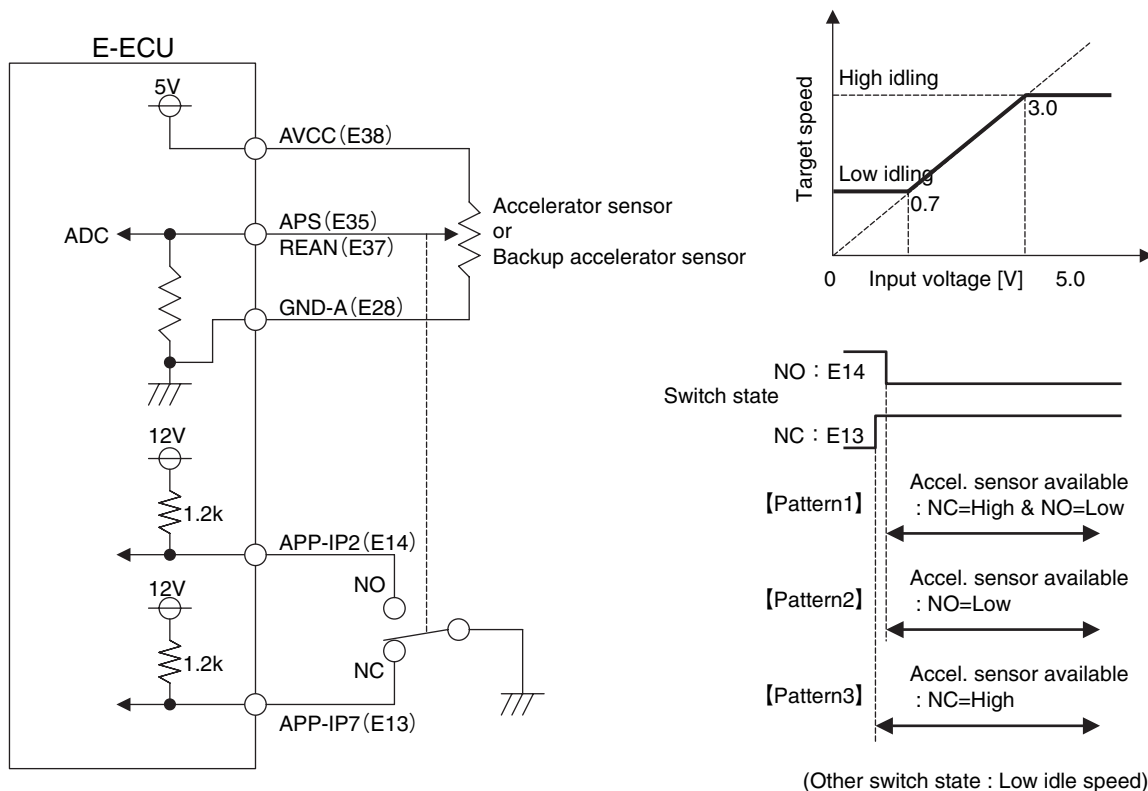 E-ECU
5V
AVCC(E38)
APS(E35)
REAN(E37)
ADC
Accelerator sensor
or
Backup accelerator sensor
GND-A(E28)
12V
1.2k
APP-IP2(E14)
NO
12V
1.2k
NC
APP-IP7(E13)
Target speed
High idling
3.0
Low idling
0.7
0
Input voltage [V]
5.0
NO : E14
Switch state
NC : E13
【Pattern1】
Accel. sensor available
: NC=High & NO=Low
【Pattern2】
Accel. sensor available
: NO=Low
【Pattern3】
Accel. sensor available
: NC=High
(Other switch state : Low idle speed)